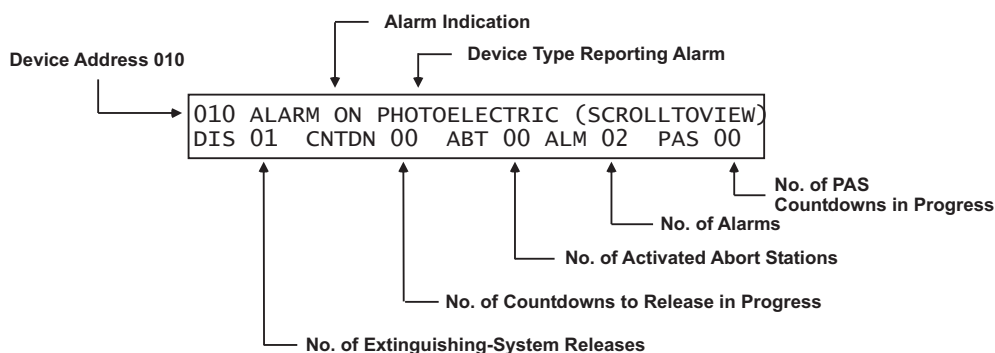 Alarm Indication
Device Type Reporting Alarm
Device Address 010
010 ALARM ON PHOTOELECTRIC (SCROLLTOVIEW)
DIS 01 CNTDN 00 ABT 00 ALM 02 PAS 00
No. of PAS
Countdowns in Progress
No. of Alarms
No. of Activated Abort Stations
No. of Countdowns to Release in Progress
No. of Extinguishing-System Releases